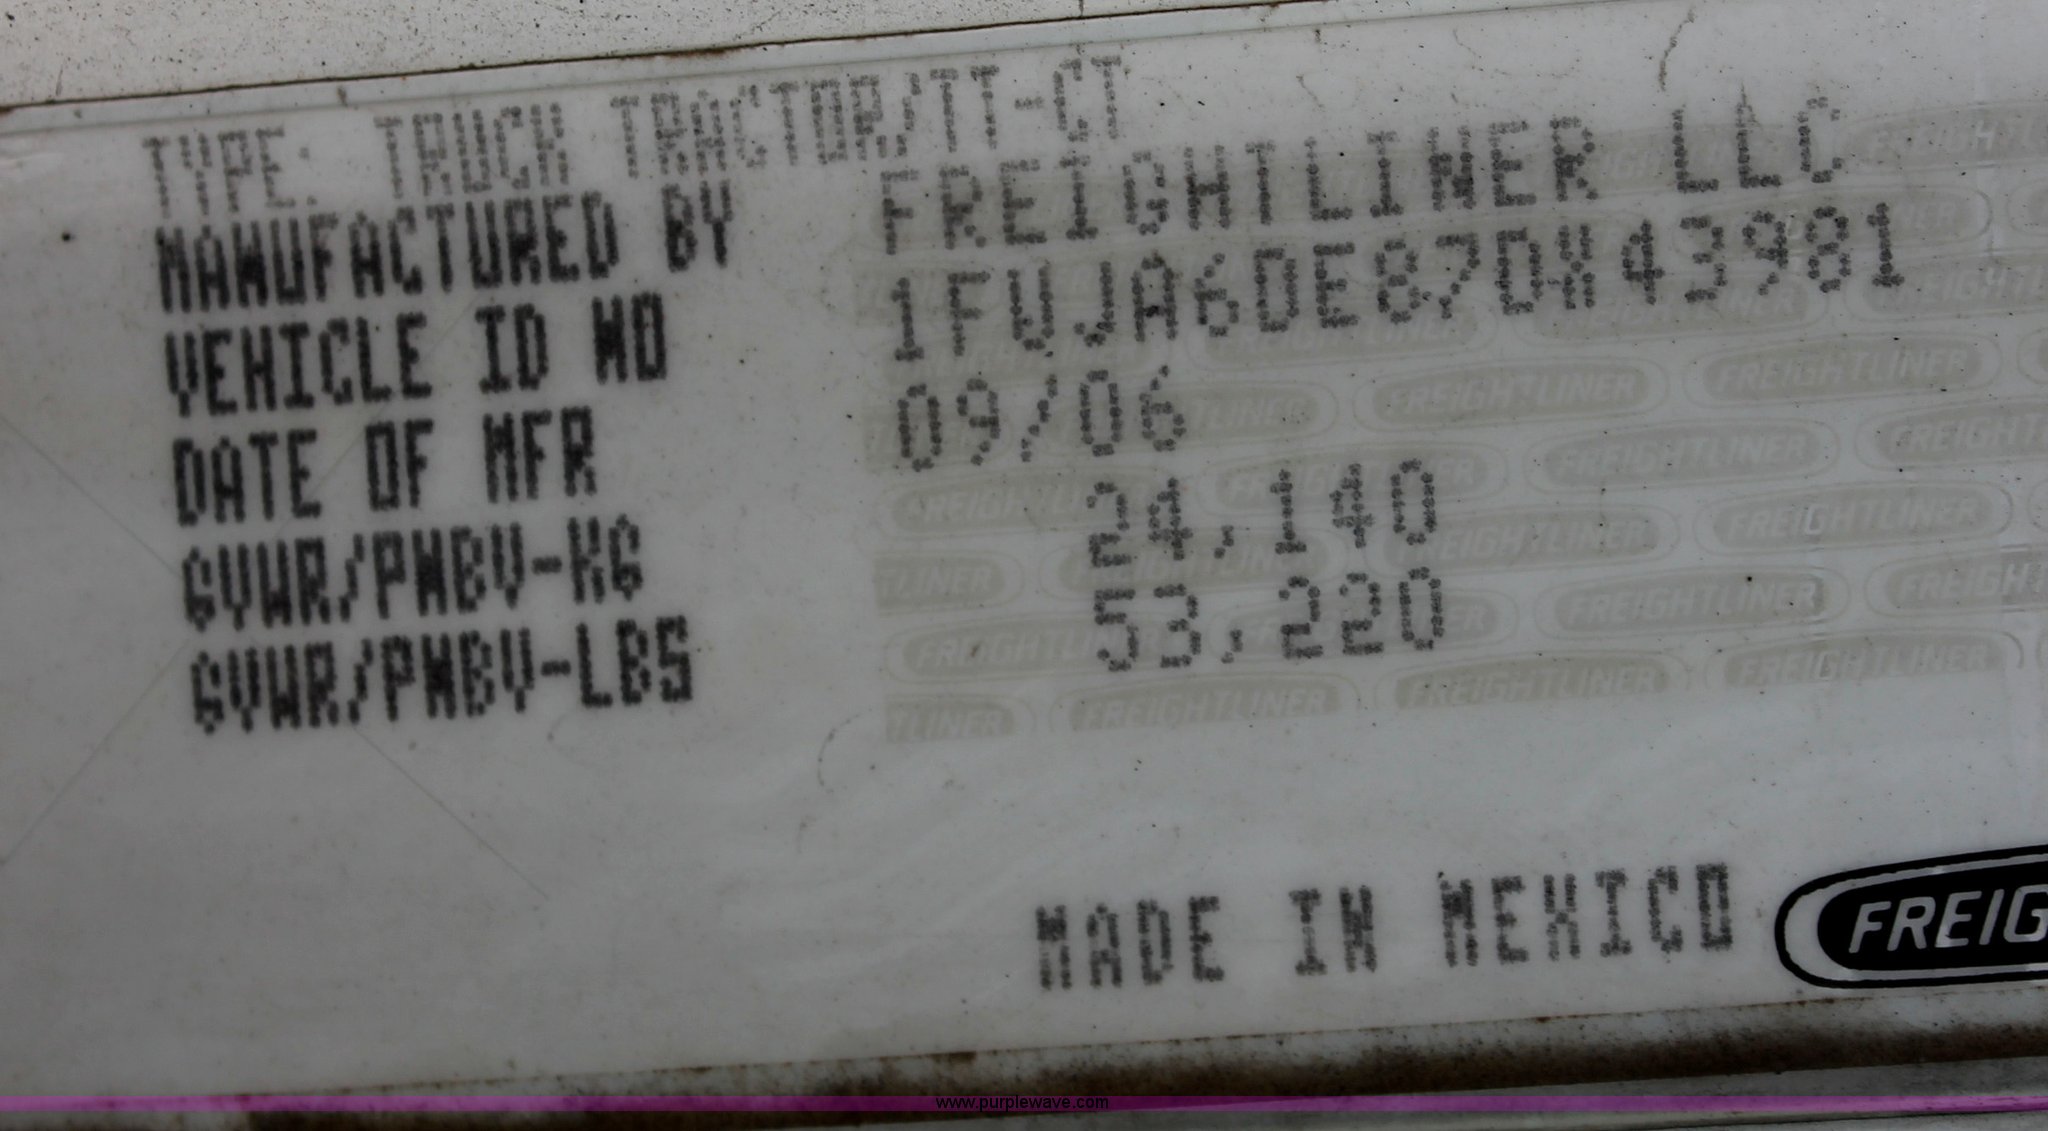 TYPE: TRUCK TRACTOR/TT-CT
MANUFACTURED BY FREIGHTLINER LLC
VEHICLE ID NO 1FUJA6DE87DX43981
DATE OF MFR 09/06
GVWR/PNBV-KG 24,140
GVWR/PNBV-LBS 53,220
MADE IN MEXICO
FREIG
www.purplewave.com